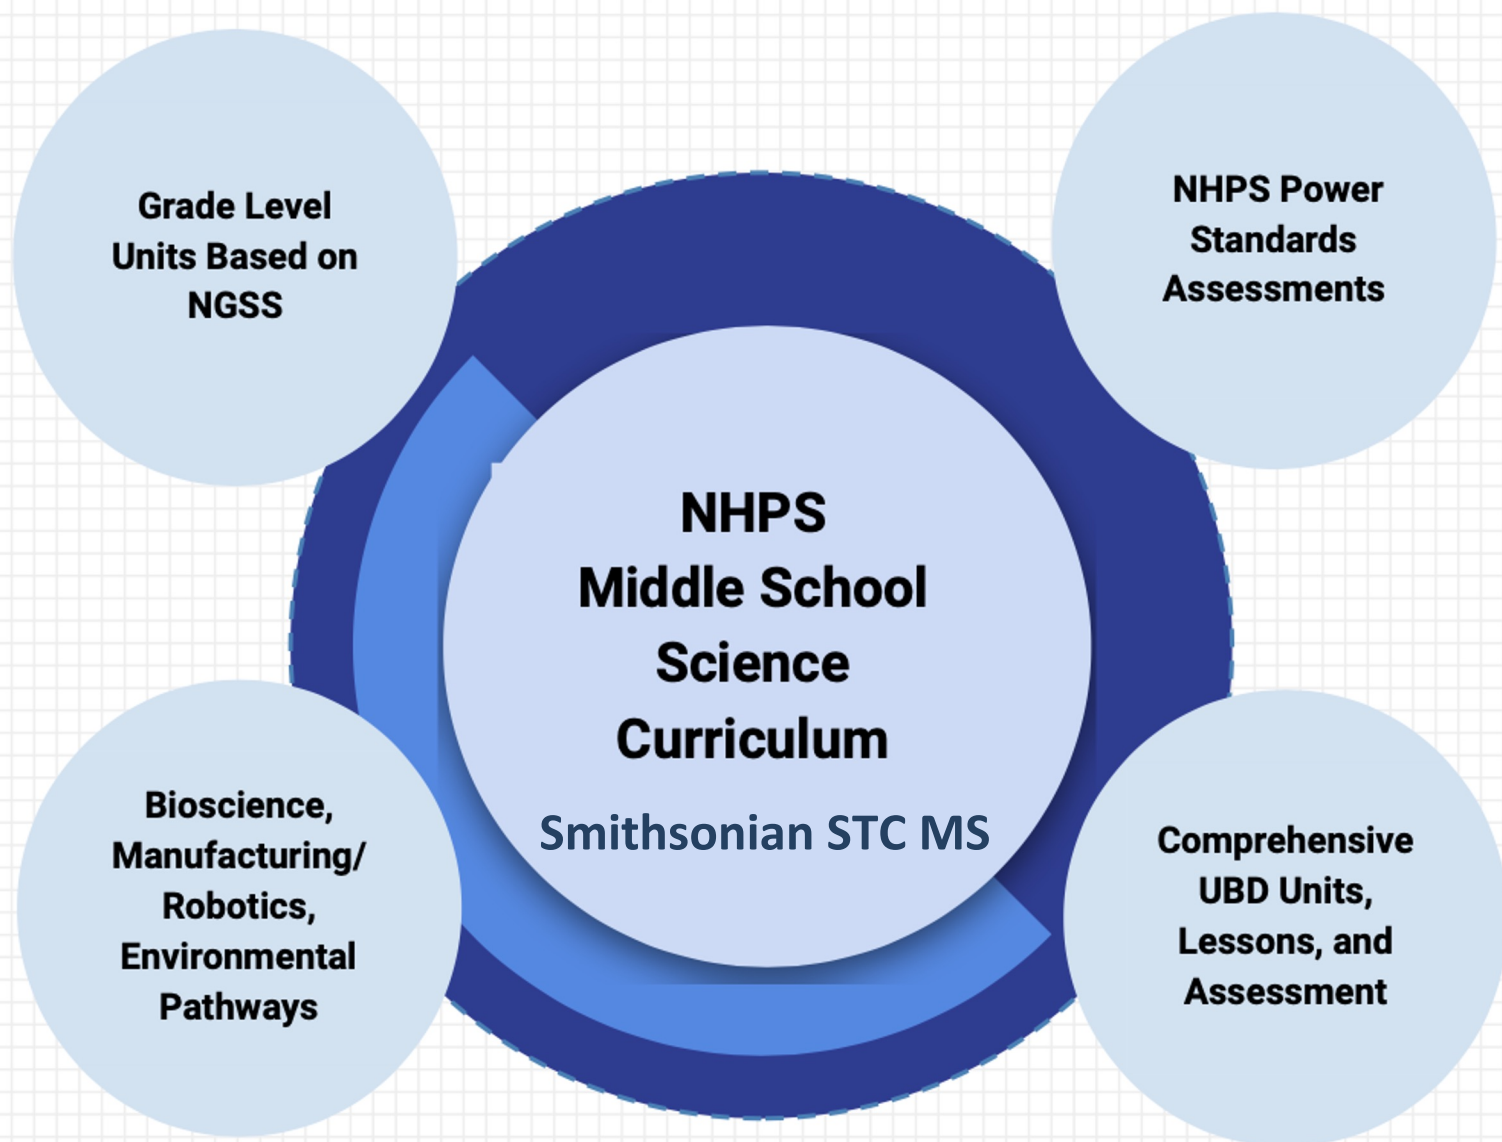 Grade Level
Units Based on
NGSS
NHPS Power
Standards
Assessments
NHPS
Middle School
Science
Curriculum
Smithsonian STC MS
Bioscience,
Manufacturing/
Robotics,
Environmental
Pathways
Comprehensive
UBD Units,
Lessons, and
Assessment